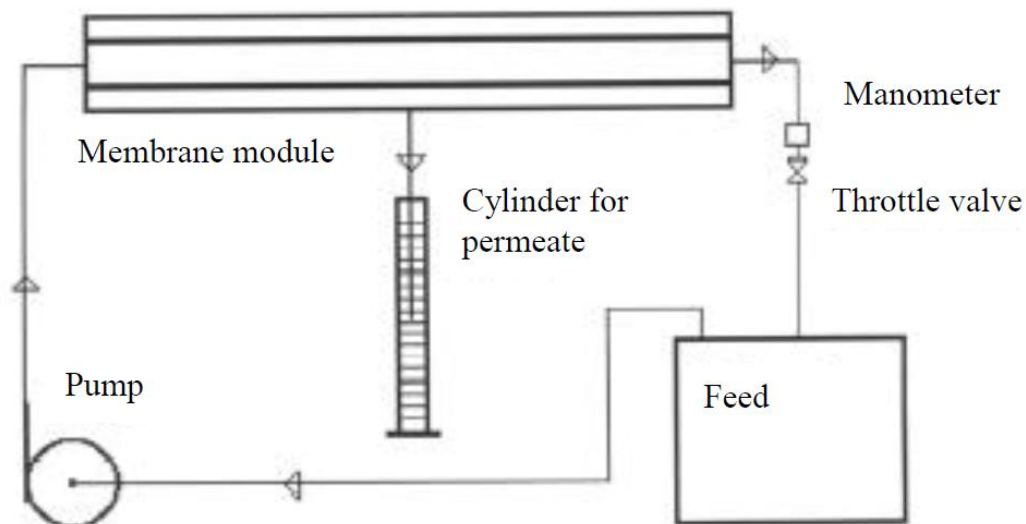 Manometer
Membrane module
Cylinder for
permeate
Throttle valve
Pump
Feed